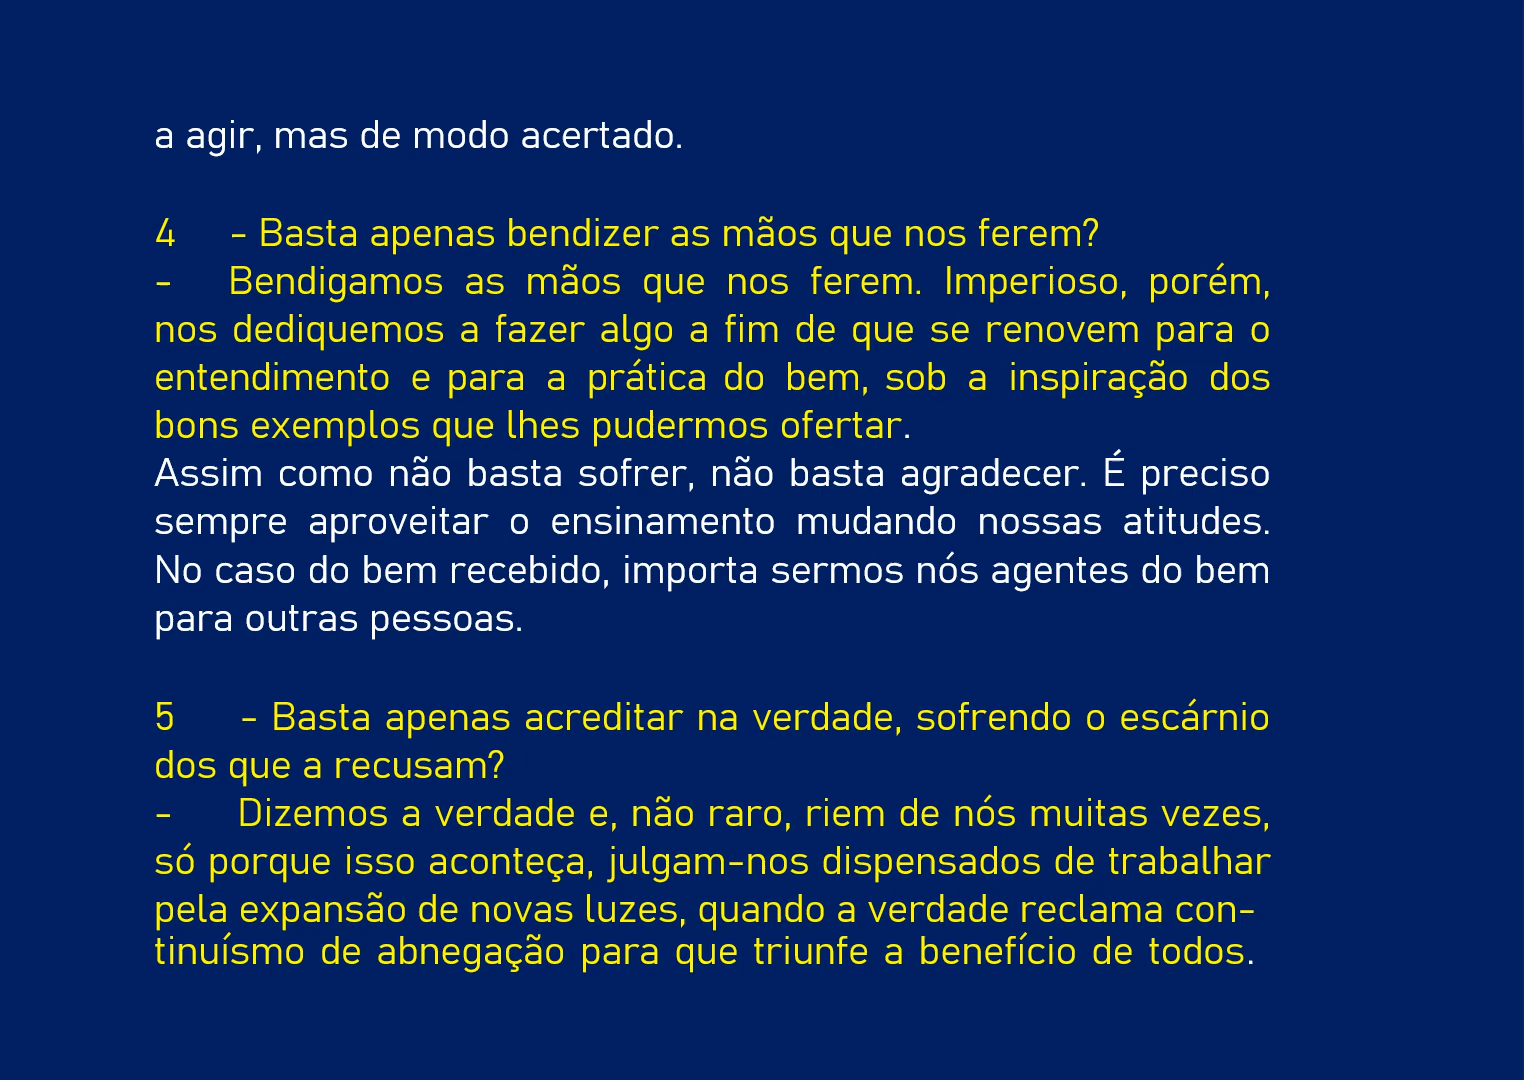 a agir, mas de modo acertado.
4 - Basta apenas bendizer as mãos que nos ferem?
- Bendigamos as mãos que nos ferem. Imperioso, porém,
nos dediquemos a fazer algo a fim de que se renovem para o
entendimento e para a prática do bem, sob a inspiração dos
bons exemplos que lhes pudermos ofertar.
Assim como não basta sofrer, não basta agradecer. É preciso
sempre aproveitar o ensinamento mudando nossas atitudes.
No caso do bem recebido, importa sermos nós agentes do bem
para outras pessoas.
5 - Basta apenas acreditar na verdade, sofrendo o escárnio
dos que a recusam?
- Dizemos a verdade e, não raro, riem de nós muitas vezes,
só porque isso aconteça, julgam-nos dispensados de trabalhar
pela expansão de novas luzes, quando a verdade reclama con-
tinuísmo de abnegação para que triunfe a benefício de todos.